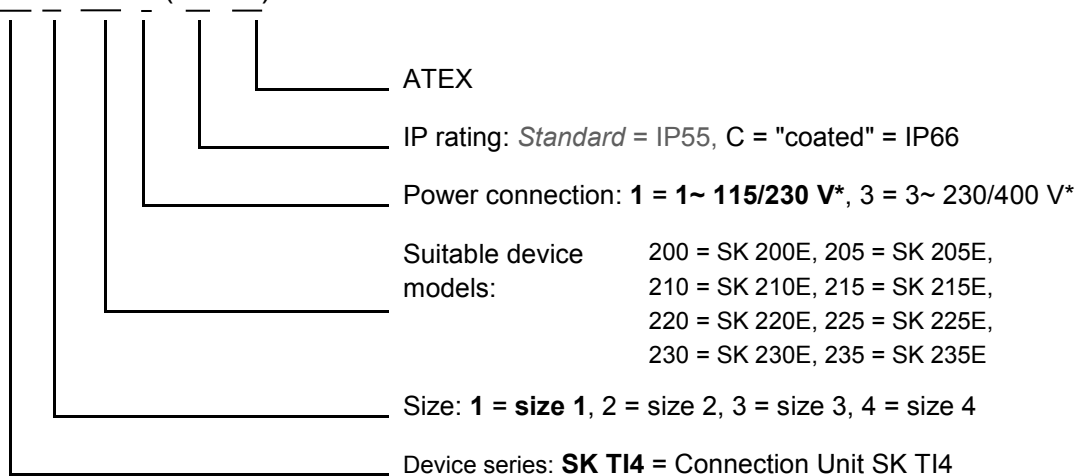 ATEX
IP rating: Standard = IP55, C = "coated" = IP66
Power connection: 1 = 1~ 115/230 V*, 3 = 3~ 230/400 V*
Suitable device models:
200 = SK 200E, 205 = SK 205E,
210 = SK 210E, 215 = SK 215E,
220 = SK 220E, 225 = SK 225E,
230 = SK 230E, 235 = SK 235E
Size: 1 = size 1, 2 = size 2, 3 = size 3, 4 = size 4
Device series: SK TI4 = Connection Unit SK TI4